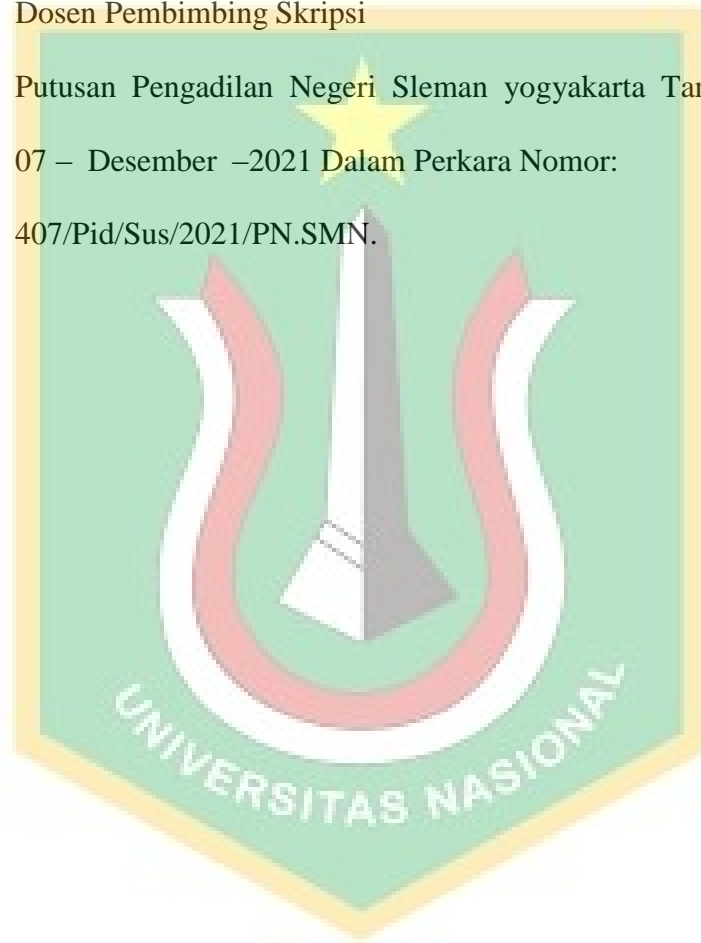 Dosen Pembimbing Skripsi
Putusan Pengadilan Negeri Sleman yogyakarta
07 – Desember –2021 Dalam Perkara Nomor:
407/Pid/Sus/2021/PN.SMN.
UNIVERSITAS NASIONAL